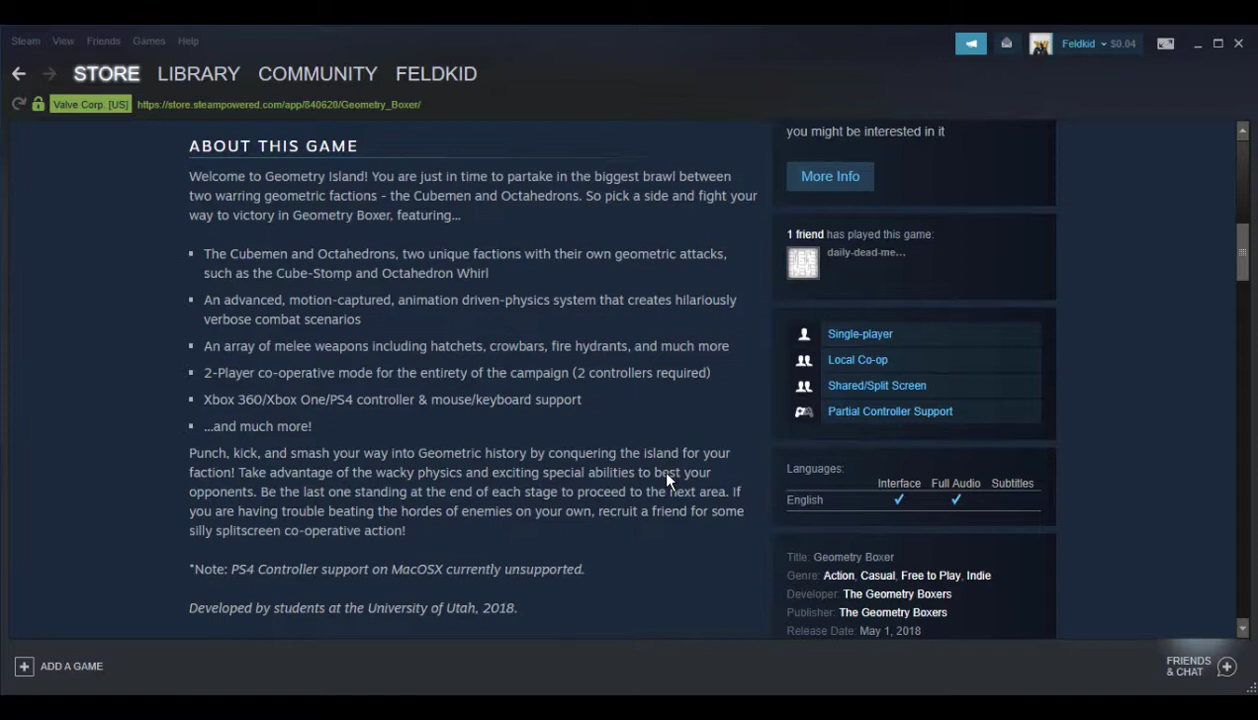 Steam View Friends Games Help
Feldkid $0.04
STORE LIBRARY COMMUNITY FELDKID
Valve Corp. [US] https://store.steampowered.com/app/840620/Geometry_Boxer/
ABOUT THIS GAME
Welcome to Geometry Island! You are just in time to partake in the biggest brawl between
two warring geometric factions - the Cubemen and Octahedrons. So pick a side and fight your
way to victory in Geometry Boxer, featuring...
The Cubemen and Octahedrons, two unique factions with their own geometric attacks,
such as the Cube-Stomp and Octahedron Whirl
An advanced, motion-captured, animation driven-physics system that creates hilariously
verbose combat scenarios
An array of melee weapons including hatchets, crowbars, fire hydrants, and much more
2-Player co-operative mode for the entirety of the campaign (2 controllers required)
Xbox 360/Xbox One/PS4 controller & mouse/keyboard support
...and much more!
Punch, kick, and smash your way into Geometric history by conquering the island for your
faction! Take advantage of the wacky physics and exciting special abilities to best your
opponents. Be the last one standing at the end of each stage to proceed to the next area. If
you are having trouble beating the hordes of enemies on your own, recruit a friend for some
silly splitscreen co-operative action!
*Note: PS4 Controller support on MacOSX currently unsupported.
Developed by students at the University of Utah, 2018.
you might be interested in it
More Info
1 friend has played this game:
daily-dead-me...
Single-player
Local Co-op
Shared/Split Screen
Partial Controller Support
Languages:
Interface Full Audio Subtitles
English ✓ ✓
Title: Geometry Boxer
Genre: Action, Casual, Free to Play, Indie
Developer: The Geometry Boxers
Publisher: The Geometry Boxers
Release Date: May 1, 2018
ADD A GAME
FRIENDS
& CHAT